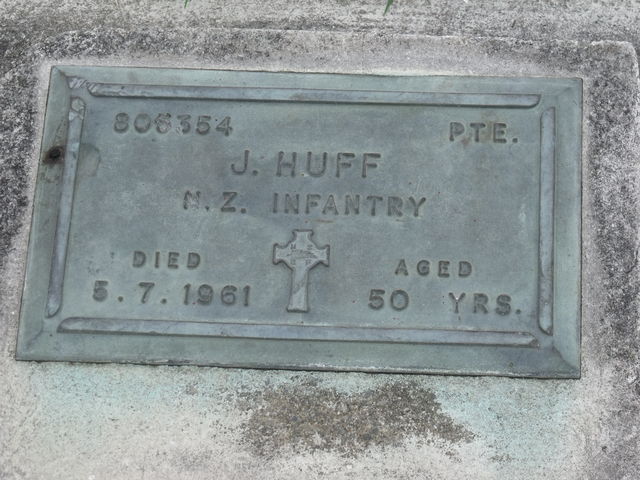 806354 PTE.
J. HUFF
N.Z. INFANTRY
DIED AGED
5.7.1961 50 YRS.